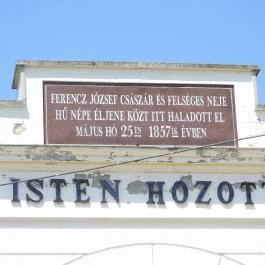 FERENCZ JÓZSEF CSÁSZÁR ÉS FELSÉGES NEJE
HŰ NÉPE ÉLJENE KÖZT ITT HALADOTT EL
MÁJUS HÓ 25ÉN 1857IK ÉVBEN
ISTEN HOZOTT